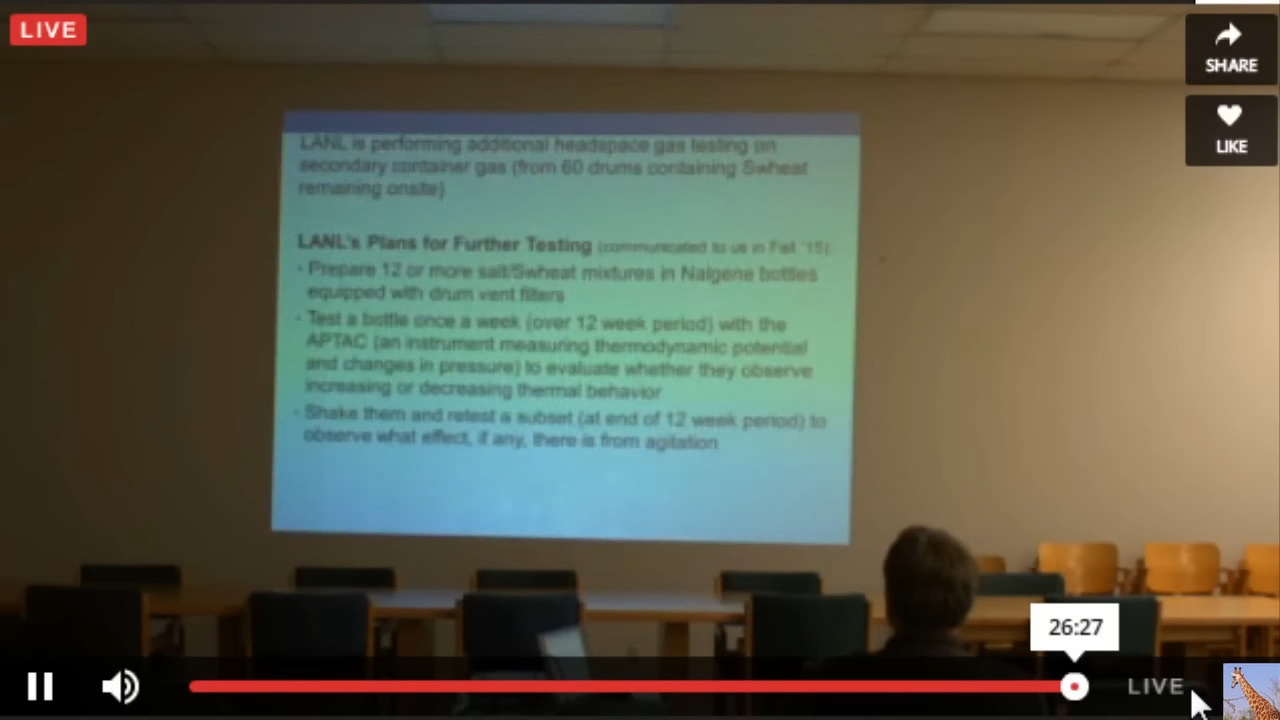 LIVE
SHARE
LIKE
LANL is performing additional headspace gas testing on
secondary container gas (from 60 drums containing Swheat
remaining onsite)
LANL's Plans for Further Testing (communicated to us in Fall '15):
- Prepare 12 or more salt/Swheat mixtures in Nalgene bottles
equipped with drum vent filters
- Test a bottle once a week (over 12 week period) with the
APTAC (an instrument measuring thermodynamic potential
and changes in pressure) to evaluate whether they observe
increasing or decreasing thermal behavior
- Shake them and retest a subset (at end of 12 week period) to
observe what effect, if any, there is from agitation
26:27
LIVE